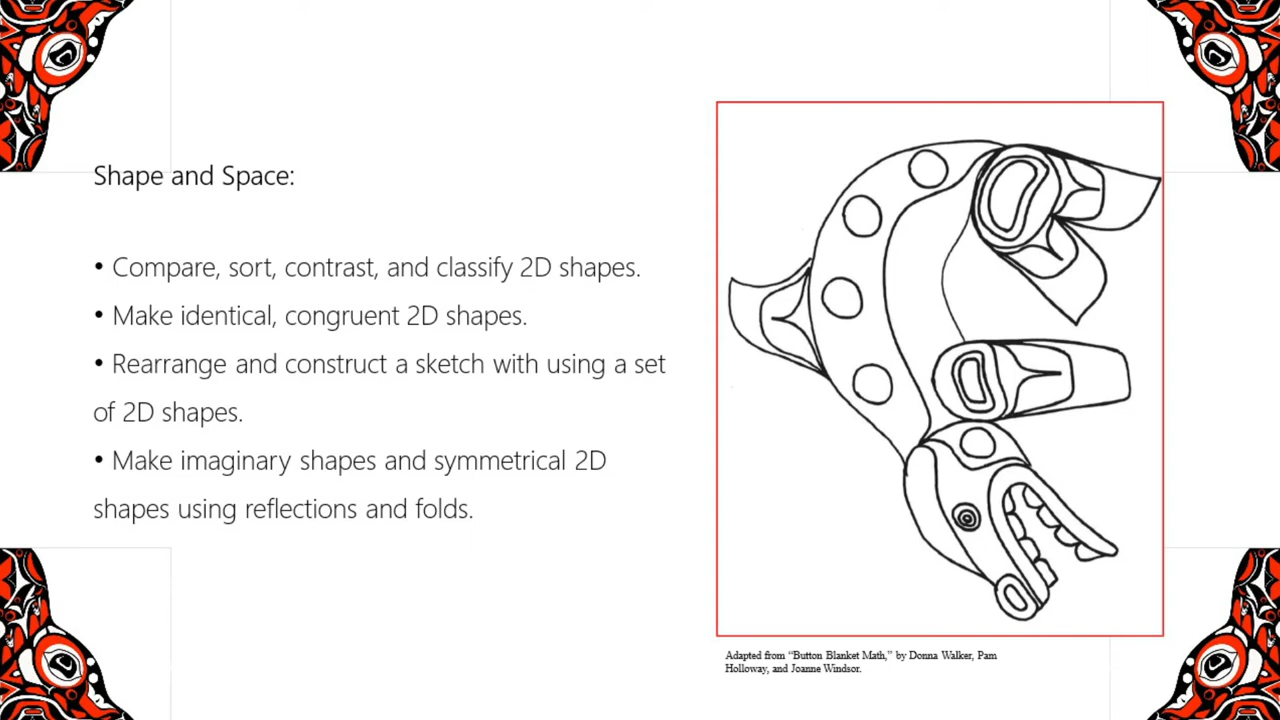 Shape and Space:
• Compare, sort, contrast, and classify 2D shapes.
• Make identical, congruent 2D shapes.
• Rearrange and construct a sketch with using a set
of 2D shapes.
• Make imaginary shapes and symmetrical 2D
shapes using reflections and folds.
Adapted from “Button Blanket Math,” by Donna Walker, Pam
Holloway, and Joanne Windsor.